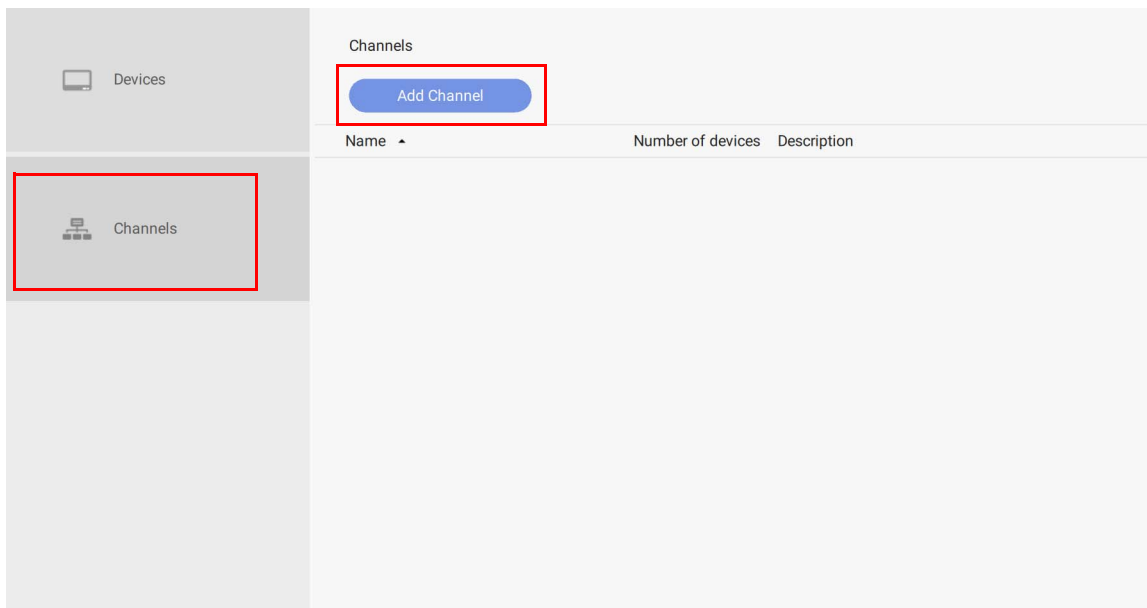 Devices
Channels
Channels
Add Channel
Name Number of devices Description